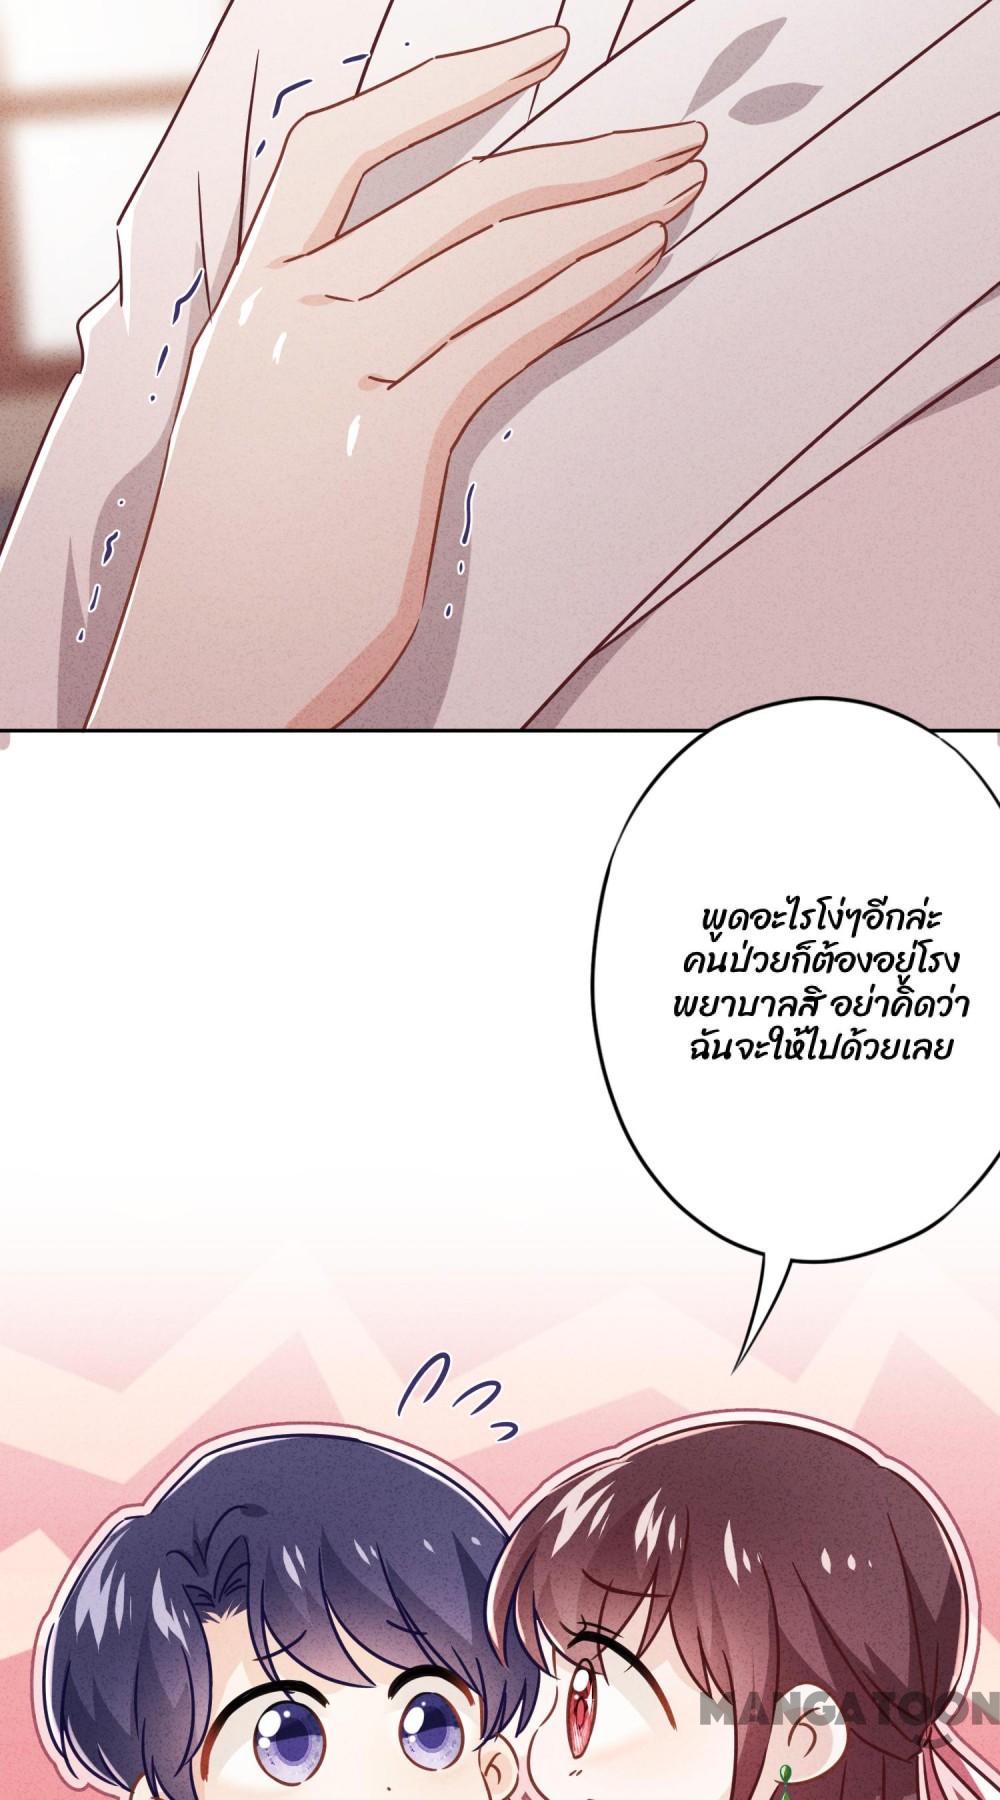 พูดอะไรโง่ๆอีกล่ะ
คนป่วยก็ต้องอยู่โรง
พยาบาลสิ อย่าคิดว่า
ฉันจะให้ไปด้วยเลย
MANGATOON